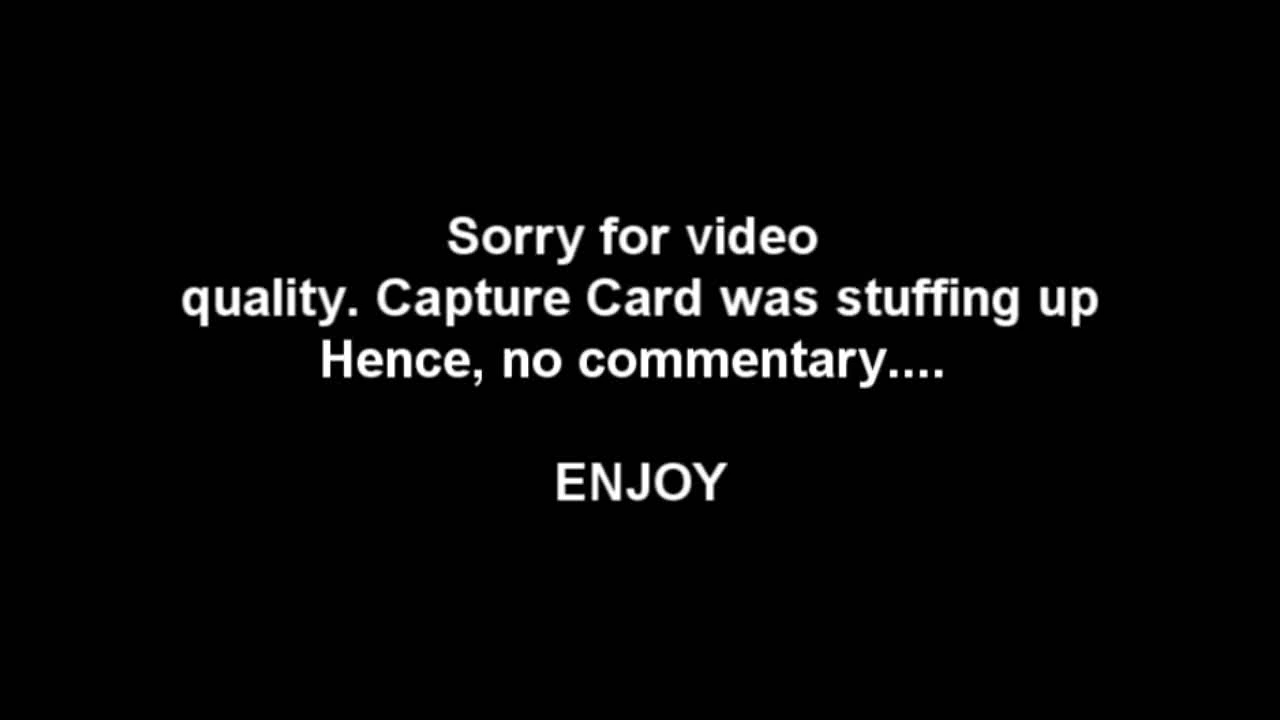 Sorry for video
quality. Capture Card was stuffing up
Hence, no commentary....
ENJOY